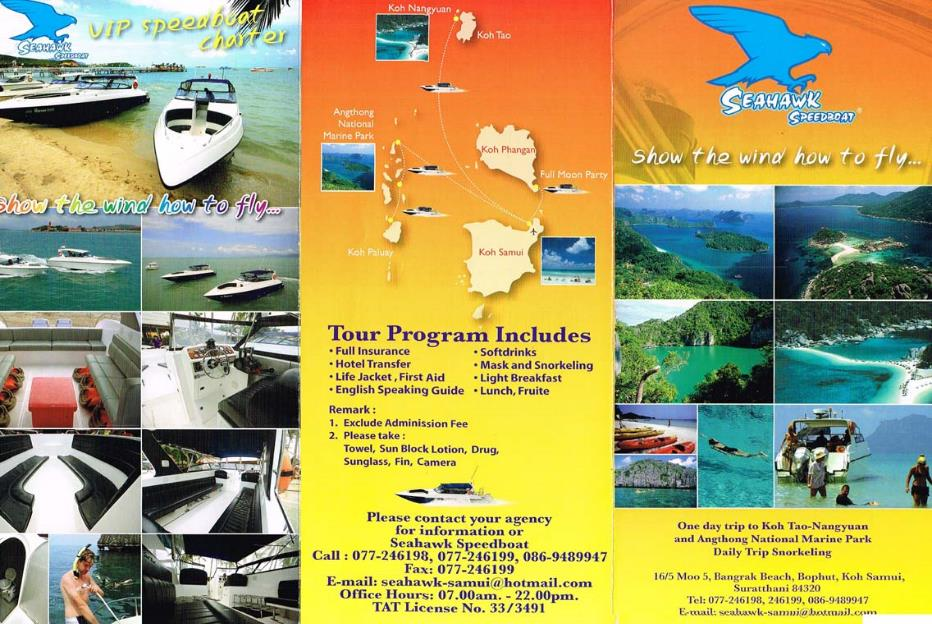 VIP speedboat
charter
SEAHAWK
SPEEDBOAT
show the wind how to fly...
Koh Nangyuan
Koh Tao
Angthong
National
Marine Park
Koh Phangan
Full Moon Party
Koh Paluay
Koh Samui
Tour Program Includes
• Full Insurance
• Hotel Transfer
• Life Jacket , First Aid
• English Speaking Guide
• Softdrinks
• Mask and Snorkeling
• Light Breakfast
• Lunch, Fruite
Remark :
1. Exclude Adminission Fee
2. Please take :
Towel, Sun Block Lotion, Drug,
Sunglass, Fin, Camera
Please contact your agency
for information or
Seahawk Speedboat
Call : 077-246198, 077-246199, 086-9489947
Fax: 077-246199
E-mail: seahawk-samui@hotmail.com
Office Hours: 07.00am. - 22.00pm.
TAT License No. 33/3491
SEAHAWK
SPEEDBOAT®
show the wind how to fly...
One day trip to Koh Tao-Nangyuan
and Angthong National Marine Park
Daily Trip Snorkeling
16/5 Moo 5, Bangrak Beach, Bophut, Koh Samui,
Suratthani 84320
Tel: 077-246198, 246199, 086-9489947
E-mail: seahawk-samui@hotmail.com